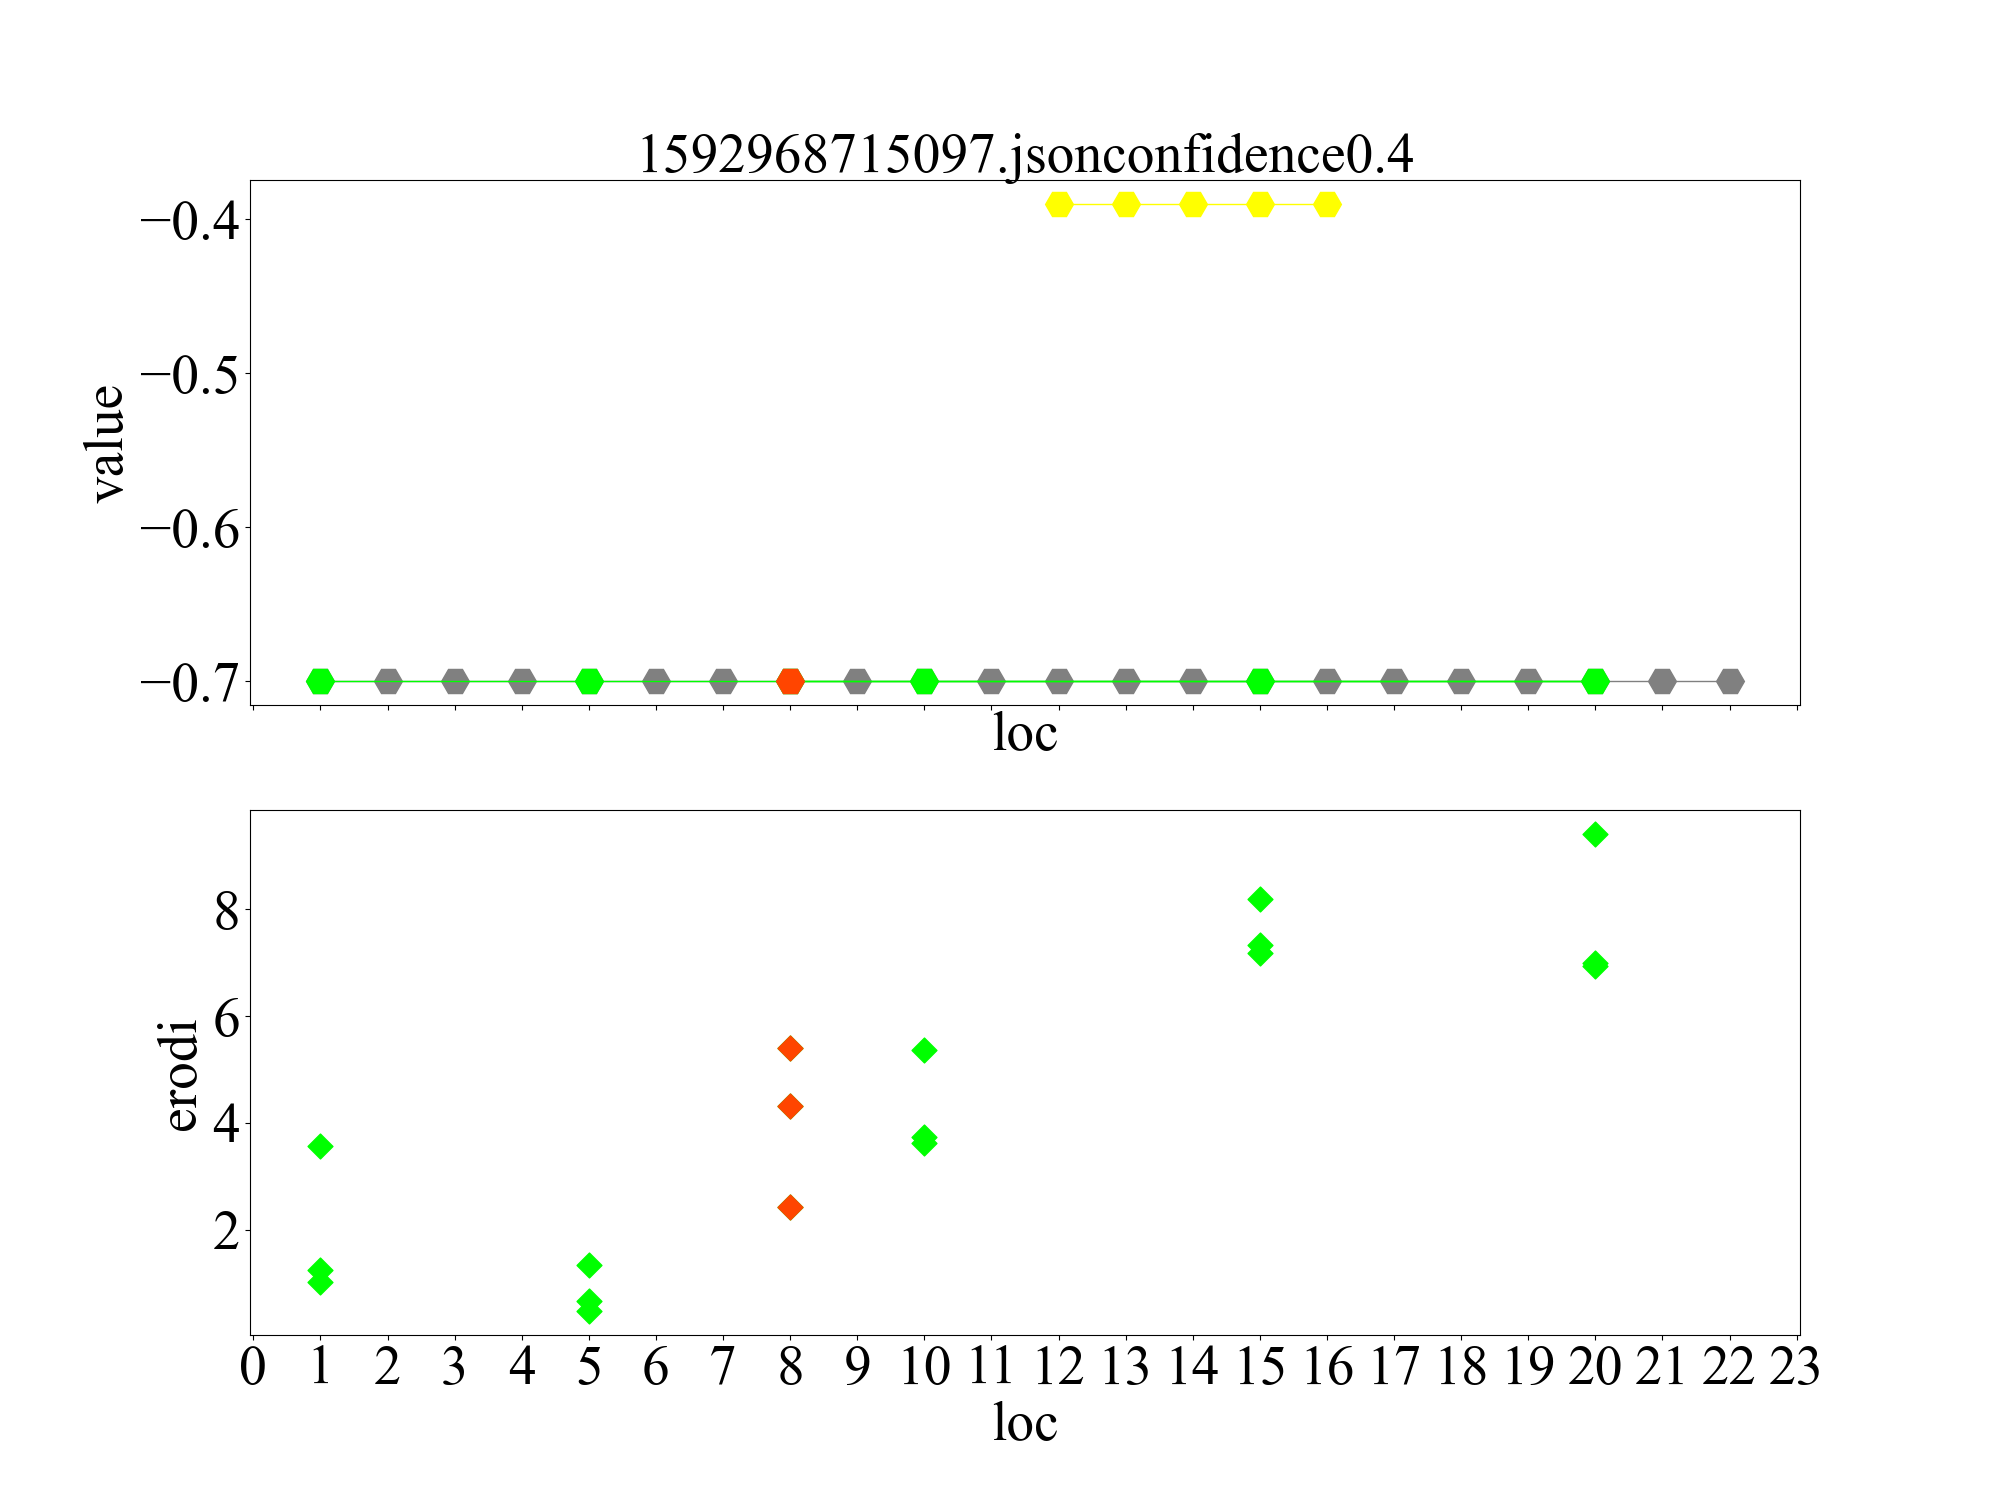 1592968715097.jsonconfidence0.4
−0.4
−0.5
−0.6
−0.7
value
loc
8
6
4
2
erodi
0 1 2 3 4 5 6 7 8 9 10 11 12 13 14 15 16 17 18 19 20 21 22 23
loc